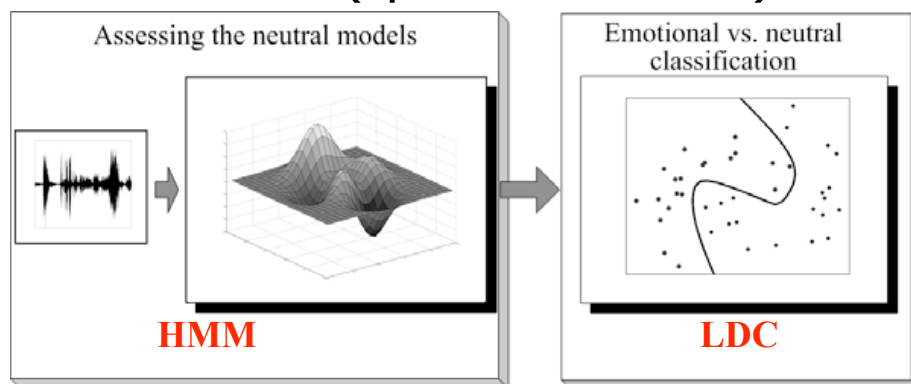 Assessing the neutral models
Emotional vs. neutral
classification
HMM
LDC